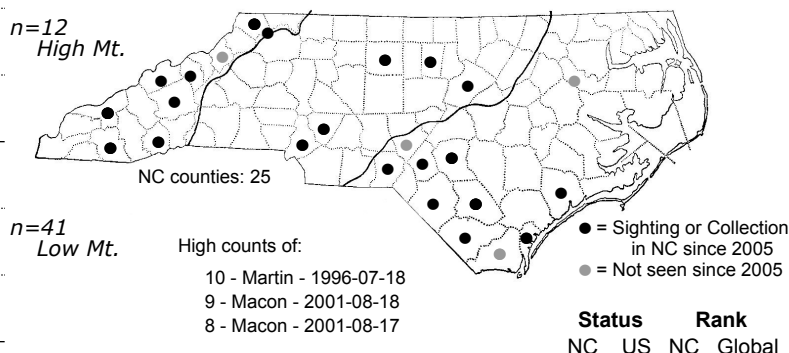 n=12
High Mt.
NC counties: 25
n=41
Low Mt.
High counts of:
10 - Martin - 1996-07-18
9 - Macon - 2001-08-18
8 - Macon - 2001-08-17
● = Sighting or Collection
in NC since 2005
● = Not seen since 2005
Status Rank
NC US NC Global